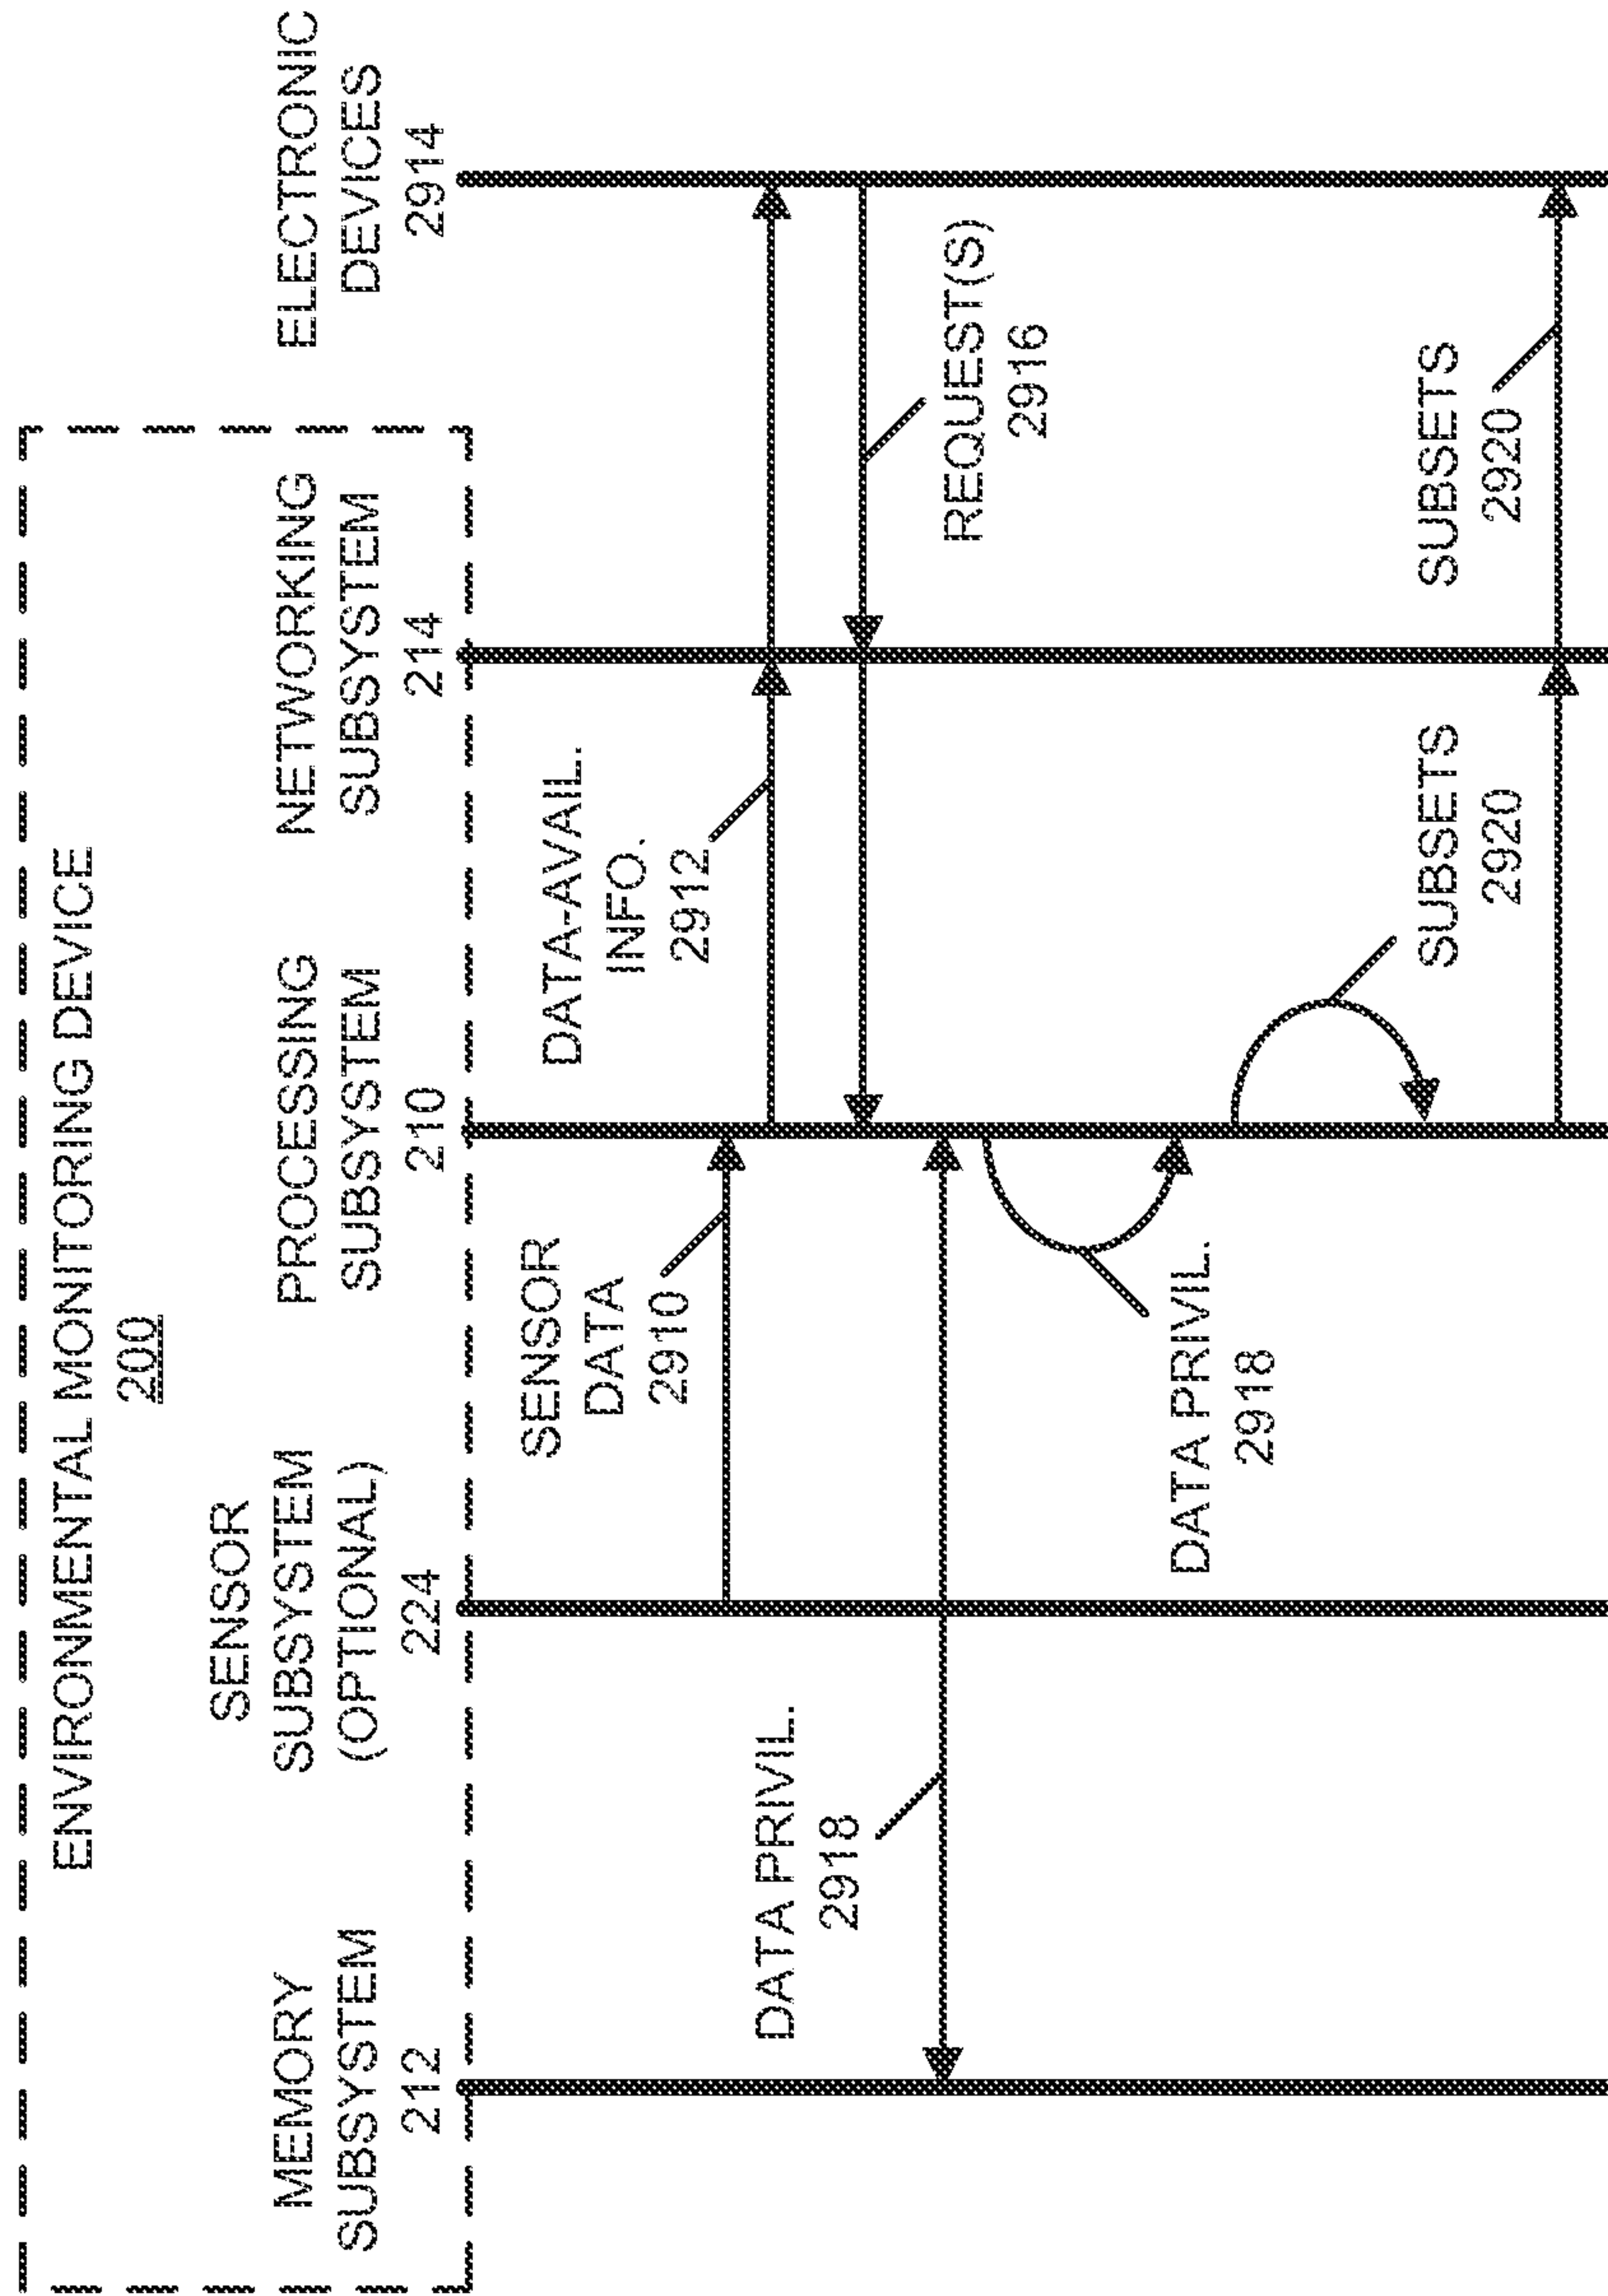 ENVIRONMENTAL MONITORING DEVICE
200
MEMORY
SUBSYSTEM
212
SENSOR
SUBSYSTEM
(OPTIONAL)
224
PROCESSING
SUBSYSTEM
210
NETWORKING
SUBSYSTEM
214
ELECTRONIC
DEVICES
2914
SENSOR
DATA
2910
DATA-AVAIL.
INFO.
2912
REQUEST(S)
2916
DATA PRIVIL.
2918
DATA PRIVIL.
2918
SUBSETS
2920
SUBSETS
2920